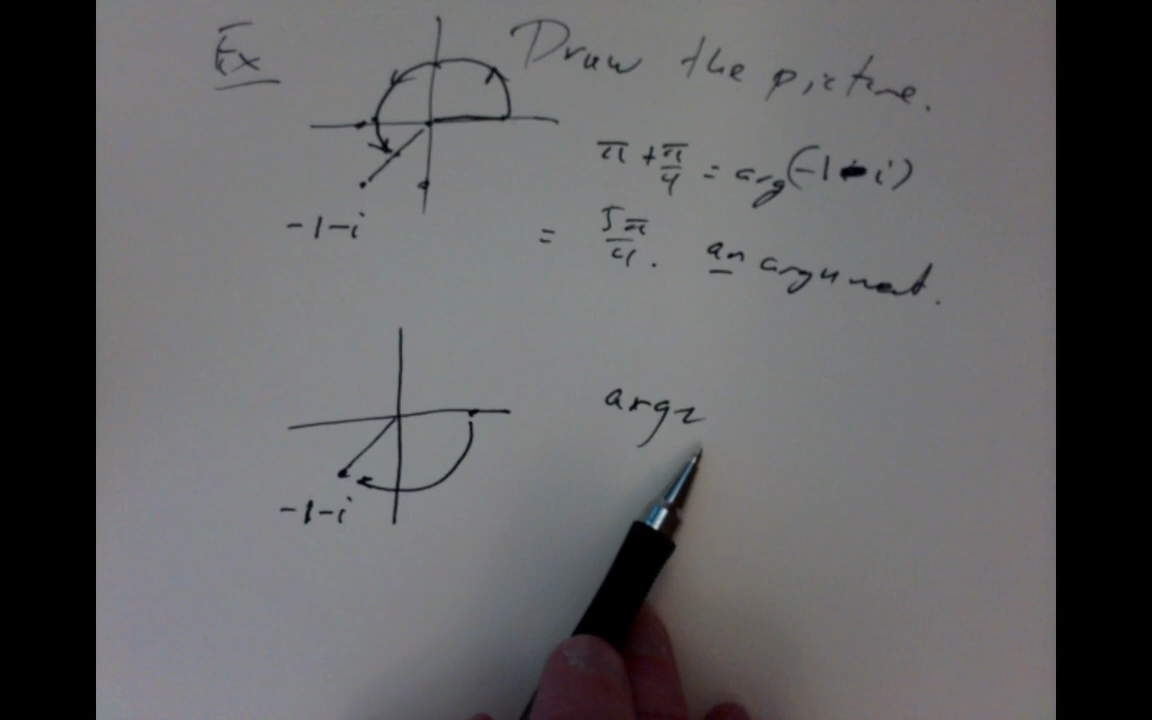 Ex Draw the picture.
π + π/4 = arg(-1-i)
-1-i
= 5π/4. an argument.
arg z
-1-i